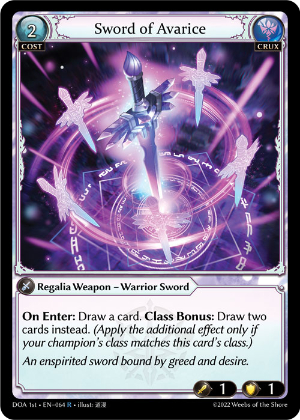 2
COST
Sword of Avarice
CRUX
Regalia Weapon – Warrior Sword
On Enter: Draw a card. Class Bonus: Draw two
cards instead. (Apply the additional effect only if
your champion's class matches this card's class.)
An enspirited sword bound by greed and desire.
1
1
DOA 1st • EN-064 R • illust: 道漫
©2022 Weebs of the Shore